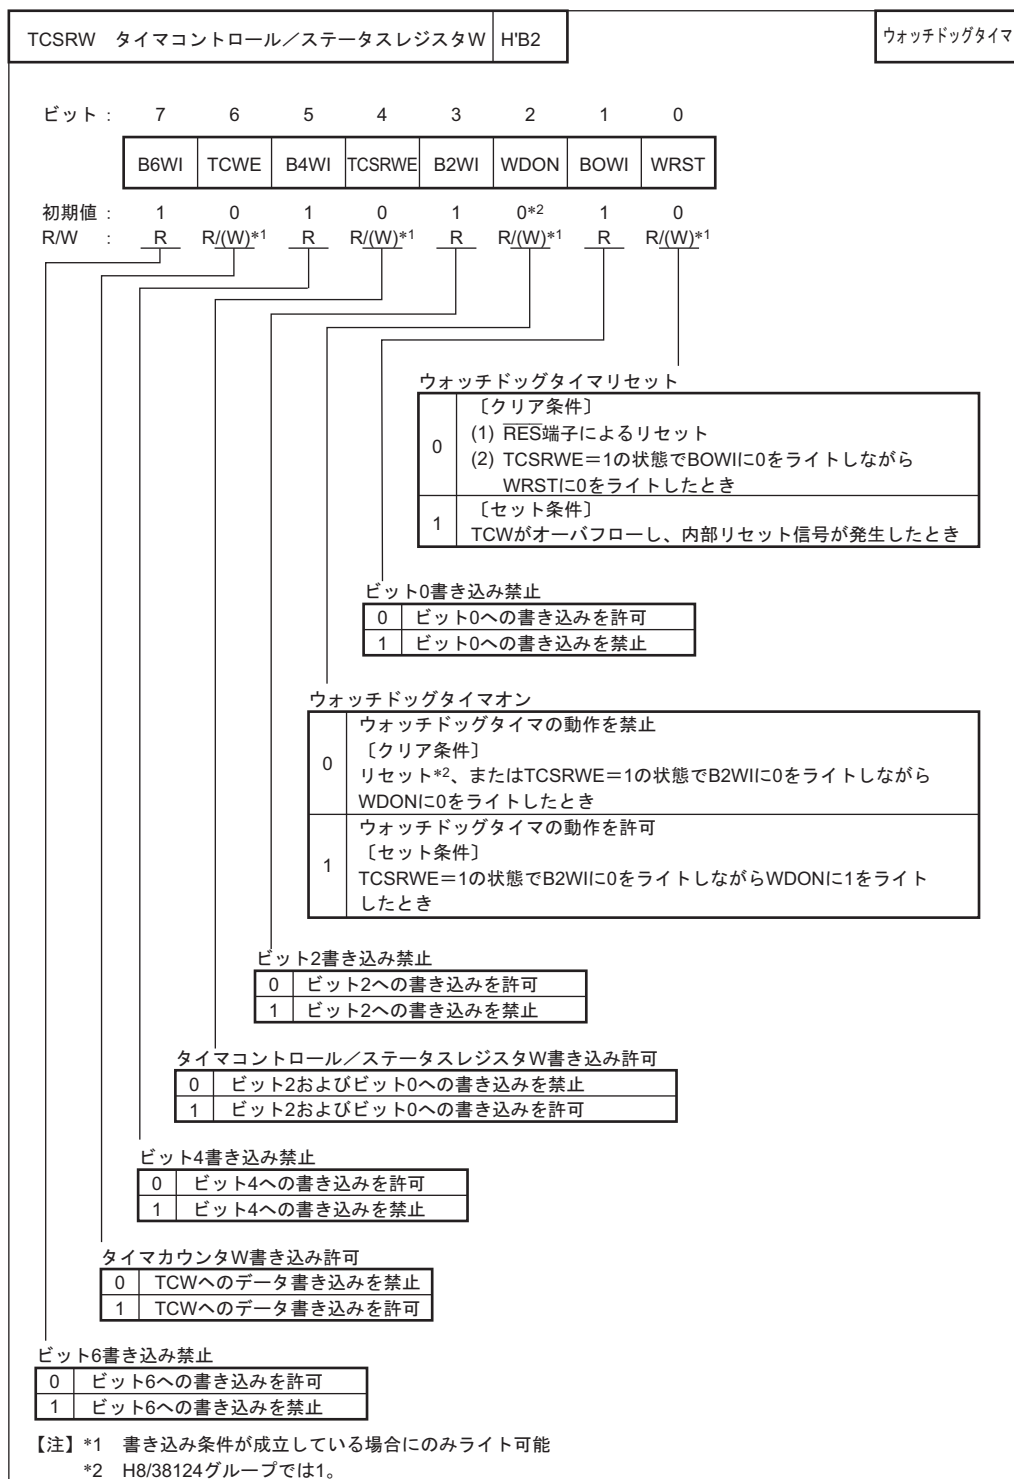 TCSRW タイマコントロール／ステータスレジスタW H'B2 ウォッチドッグタイマ
ビット： 7 6 5 4 3 2 1 0
B6WI TCWE B4WI TCSRWE B2WI WDON BOWI WRST
初期値： 1 0 1 0 1 0*2 1 0
R/W ： R R/(W)*1 R R/(W)*1 R R/(W)*1 R R/(W)*1
ウォッチドッグタイマリセット
0 〔クリア条件〕
(1) RES端子によるリセット
(2) TCSRWE＝1の状態でBOWIに0をライトしながら
WRSTに0をライトしたとき
1 〔セット条件〕
TCWがオーバフローし、内部リセット信号が発生したとき
ビット0書き込み禁止
0 ビット0への書き込みを許可
1 ビット0への書き込みを禁止
ウォッチドッグタイマオン
0 ウォッチドッグタイマの動作を禁止
〔クリア条件〕
リセット*2、またはTCSRWE＝1の状態でB2WIに0をライトしながら
WDONに0をライトしたとき
1 ウォッチドッグタイマの動作を許可
〔セット条件〕
TCSRWE＝1の状態でB2WIに0をライトしながらWDONに1をライト
したとき
ビット2書き込み禁止
0 ビット2への書き込みを許可
1 ビット2への書き込みを禁止
タイマコントロール／ステータスレジスタW書き込み許可
0 ビット2およびビット0への書き込みを禁止
1 ビット2およびビット0への書き込みを許可
ビット4書き込み禁止
0 ビット4への書き込みを許可
1 ビット4への書き込みを禁止
タイマカウンタW書き込み許可
0 TCWへのデータ書き込みを禁止
1 TCWへのデータ書き込みを許可
ビット6書き込み禁止
0 ビット6への書き込みを許可
1 ビット6への書き込みを禁止
【注】*1 書き込み条件が成立している場合にのみライト可能
*2 H8/38124グループでは1。